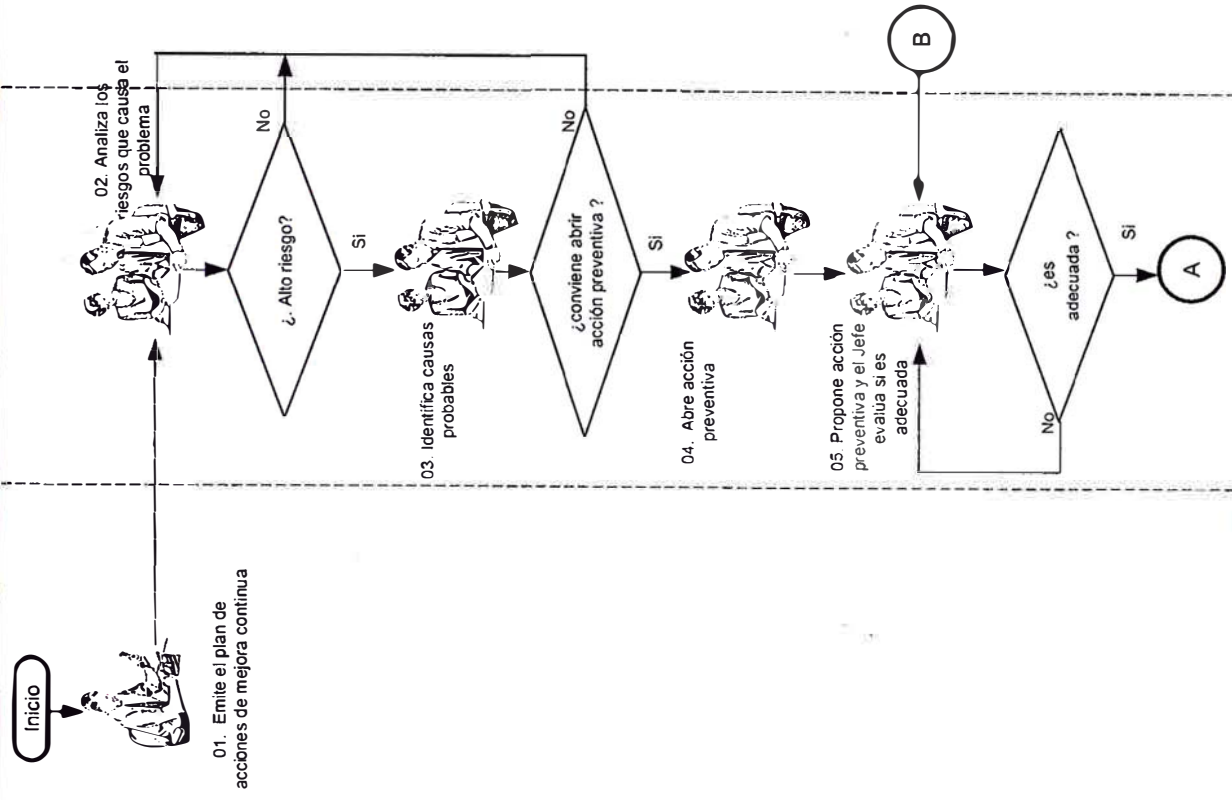 Inicio
01. Emite el plan de
acciones de mejora continua
02. Analiza los
riesgos que causa el
problema
¿. Alto riesgo?
No
Si
03. Identifica causas
probables
¿conviene abrir
acción preventiva ?
No
Si
04. Abre acción
preventiva
05. Propone acción
preventiva y el Jefe
evalúa si es
adecuada
B
¿es
adecuada ?
No
Si
A